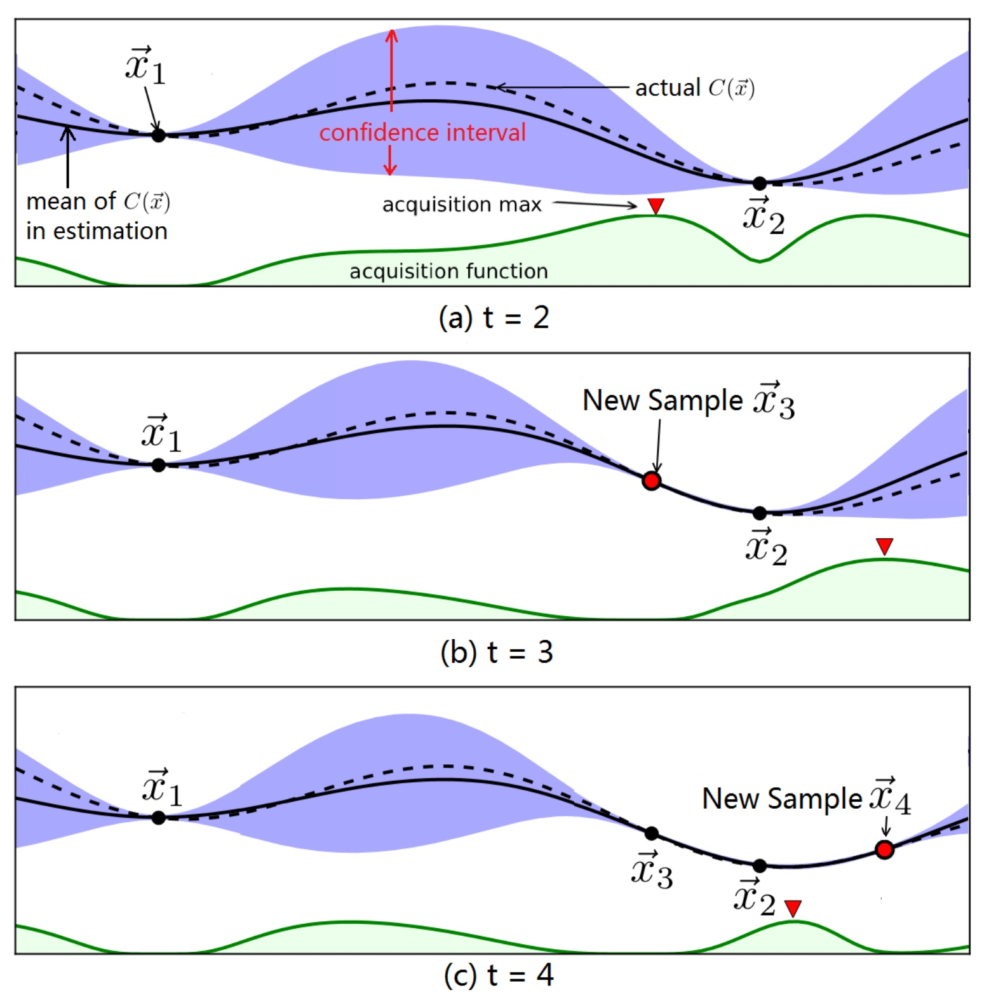 x⃗1
actual C(x⃗)
confidence interval
mean of C(x⃗)
in estimation
acquisition max
x⃗2
acquisition function
(a) t = 2
New Sample x⃗3
x⃗1
x⃗2
(b) t = 3
x⃗1
New Sample x⃗4
x⃗3
x⃗2
(c) t = 4